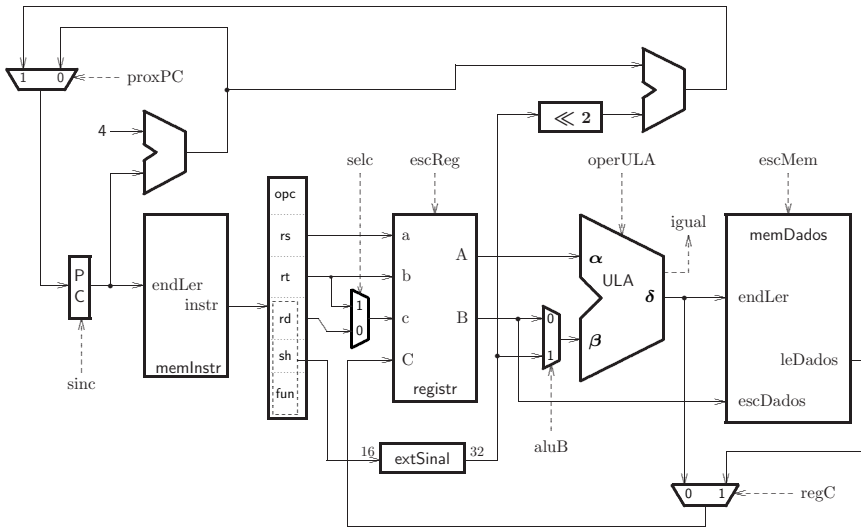 1 0
proxPC
4
≪ 2
selc
escReg
operULA
escMem
opc
igual
memDados
rs
a
A
α
ULA
P
C
endLer
instr
rt
b
δ
endLer
rd
1
0
c
B
0
1
β
sh
C
leDados
sinc
memInstr
fun
registr
escDados
aluB
16
extSinal
32
0 1
regC